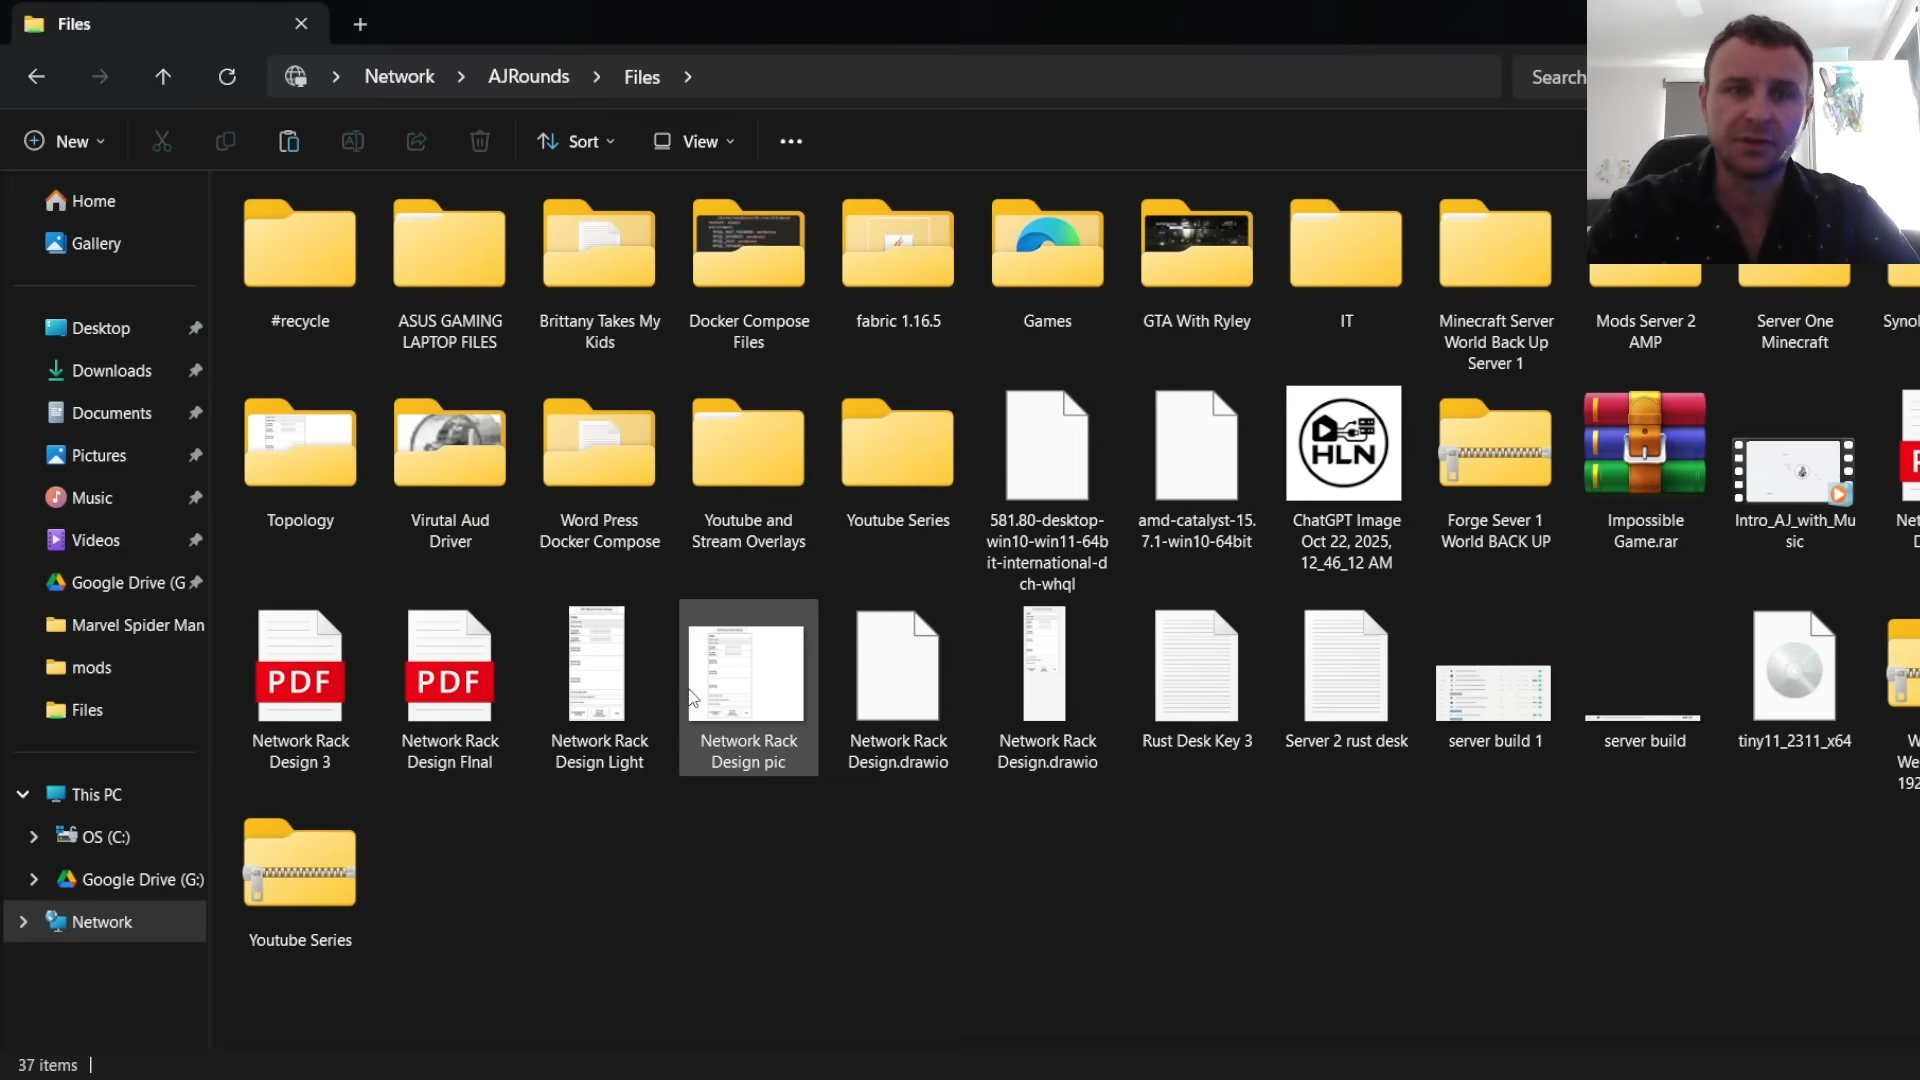 Files
Network
AJRounds
Files
Search
New
Sort
View
Home
Gallery
Desktop
Downloads
Documents
Pictures
Music
Videos
Google Drive (G
Marvel Spider Man
mods
Files
This PC
OS (C:)
Google Drive (G:)
Network
#recycle
ASUS GAMING
LAPTOP FILES
Brittany Takes My
Kids
Docker Compose
Files
fabric 1.16.5
Games
GTA With Ryley
IT
Minecraft Server
World Back Up
Server 1
Mods Server 2
AMP
Server One
Minecraft
Synol
Topology
Virutal Aud
Driver
Word Press
Docker Compose
Youtube and
Stream Overlays
Youtube Series
581.80-desktop-
win10-win11-64b
it-international-d
ch-whql
amd-catalyst-15.
7.1-win10-64bit
HLN
ChatGPT Image
Oct 22, 2025,
12_46_12 AM
Forge Sever 1
World BACK UP
Impossible
Game.rar
Intro_AJ_with_Mu
sic
Net
D
PDF
Network Rack
Design 3
PDF
Network Rack
Design FInal
Network Rack
Design Light
Network Rack
Design pic
Network Rack
Design.drawio
Network Rack
Design.drawio
Rust Desk Key 3
Server 2 rust desk
server build 1
server build
tiny11_2311_x64
W
We
192
Youtube Series
37 items